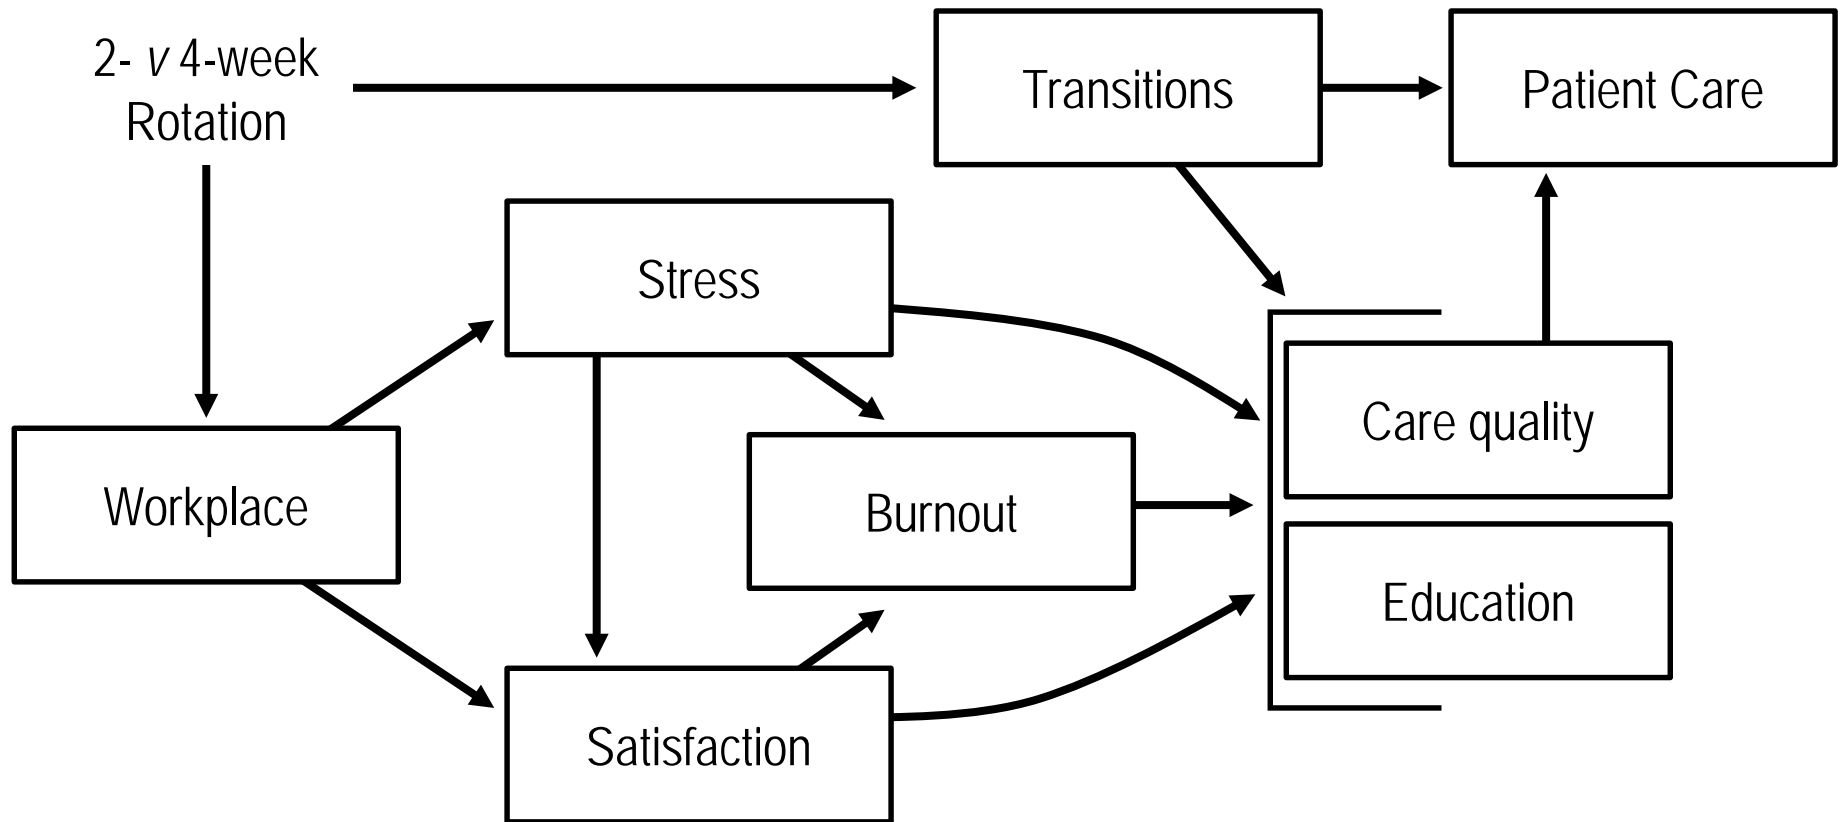 2- v 4-week
Rotation
Transitions
Patient Care
Stress
Care quality
Workplace
Burnout
Education
Satisfaction